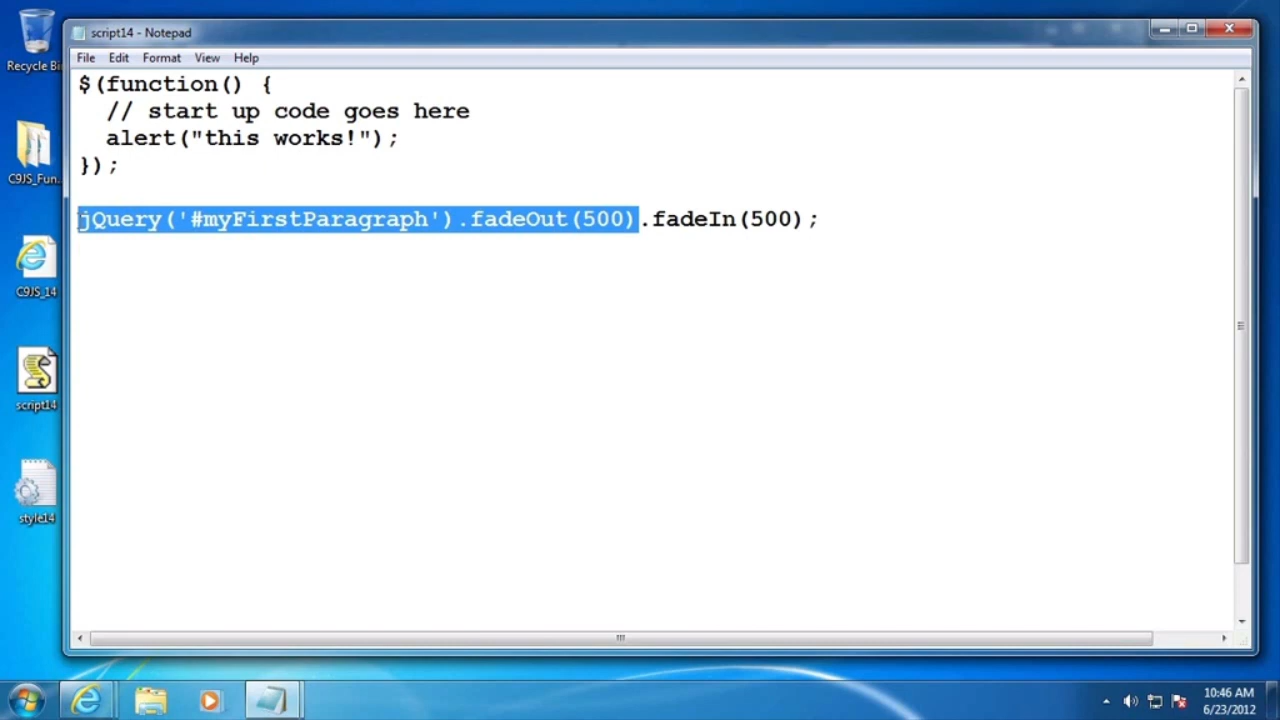 script14 - Notepad
Recycle Bi
File Edit Format View Help
$(function() {
  // start up code goes here
  alert("this works!");
});
jQuery('#myFirstParagraph').fadeOut(500).fadeIn(500);
C9JS_Fun...
C9JS_14
script14
style14
10:46 AM
6/23/2012